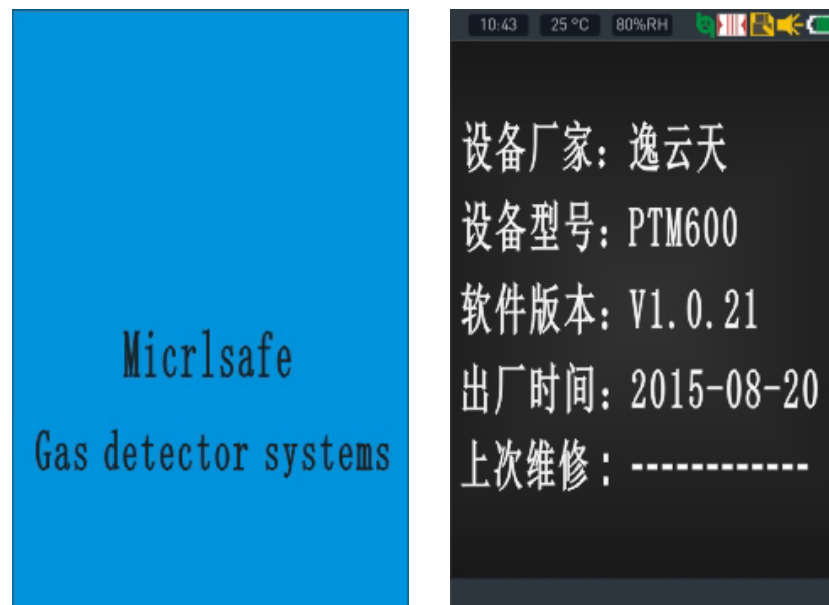 Micrlsafe
Gas detector systems
10:43 25 °C 80%RH
设备厂家：逸云天
设备型号：PTM600
软件版本：V1.0.21
出厂时间：2015-08-20
上次维修：------------